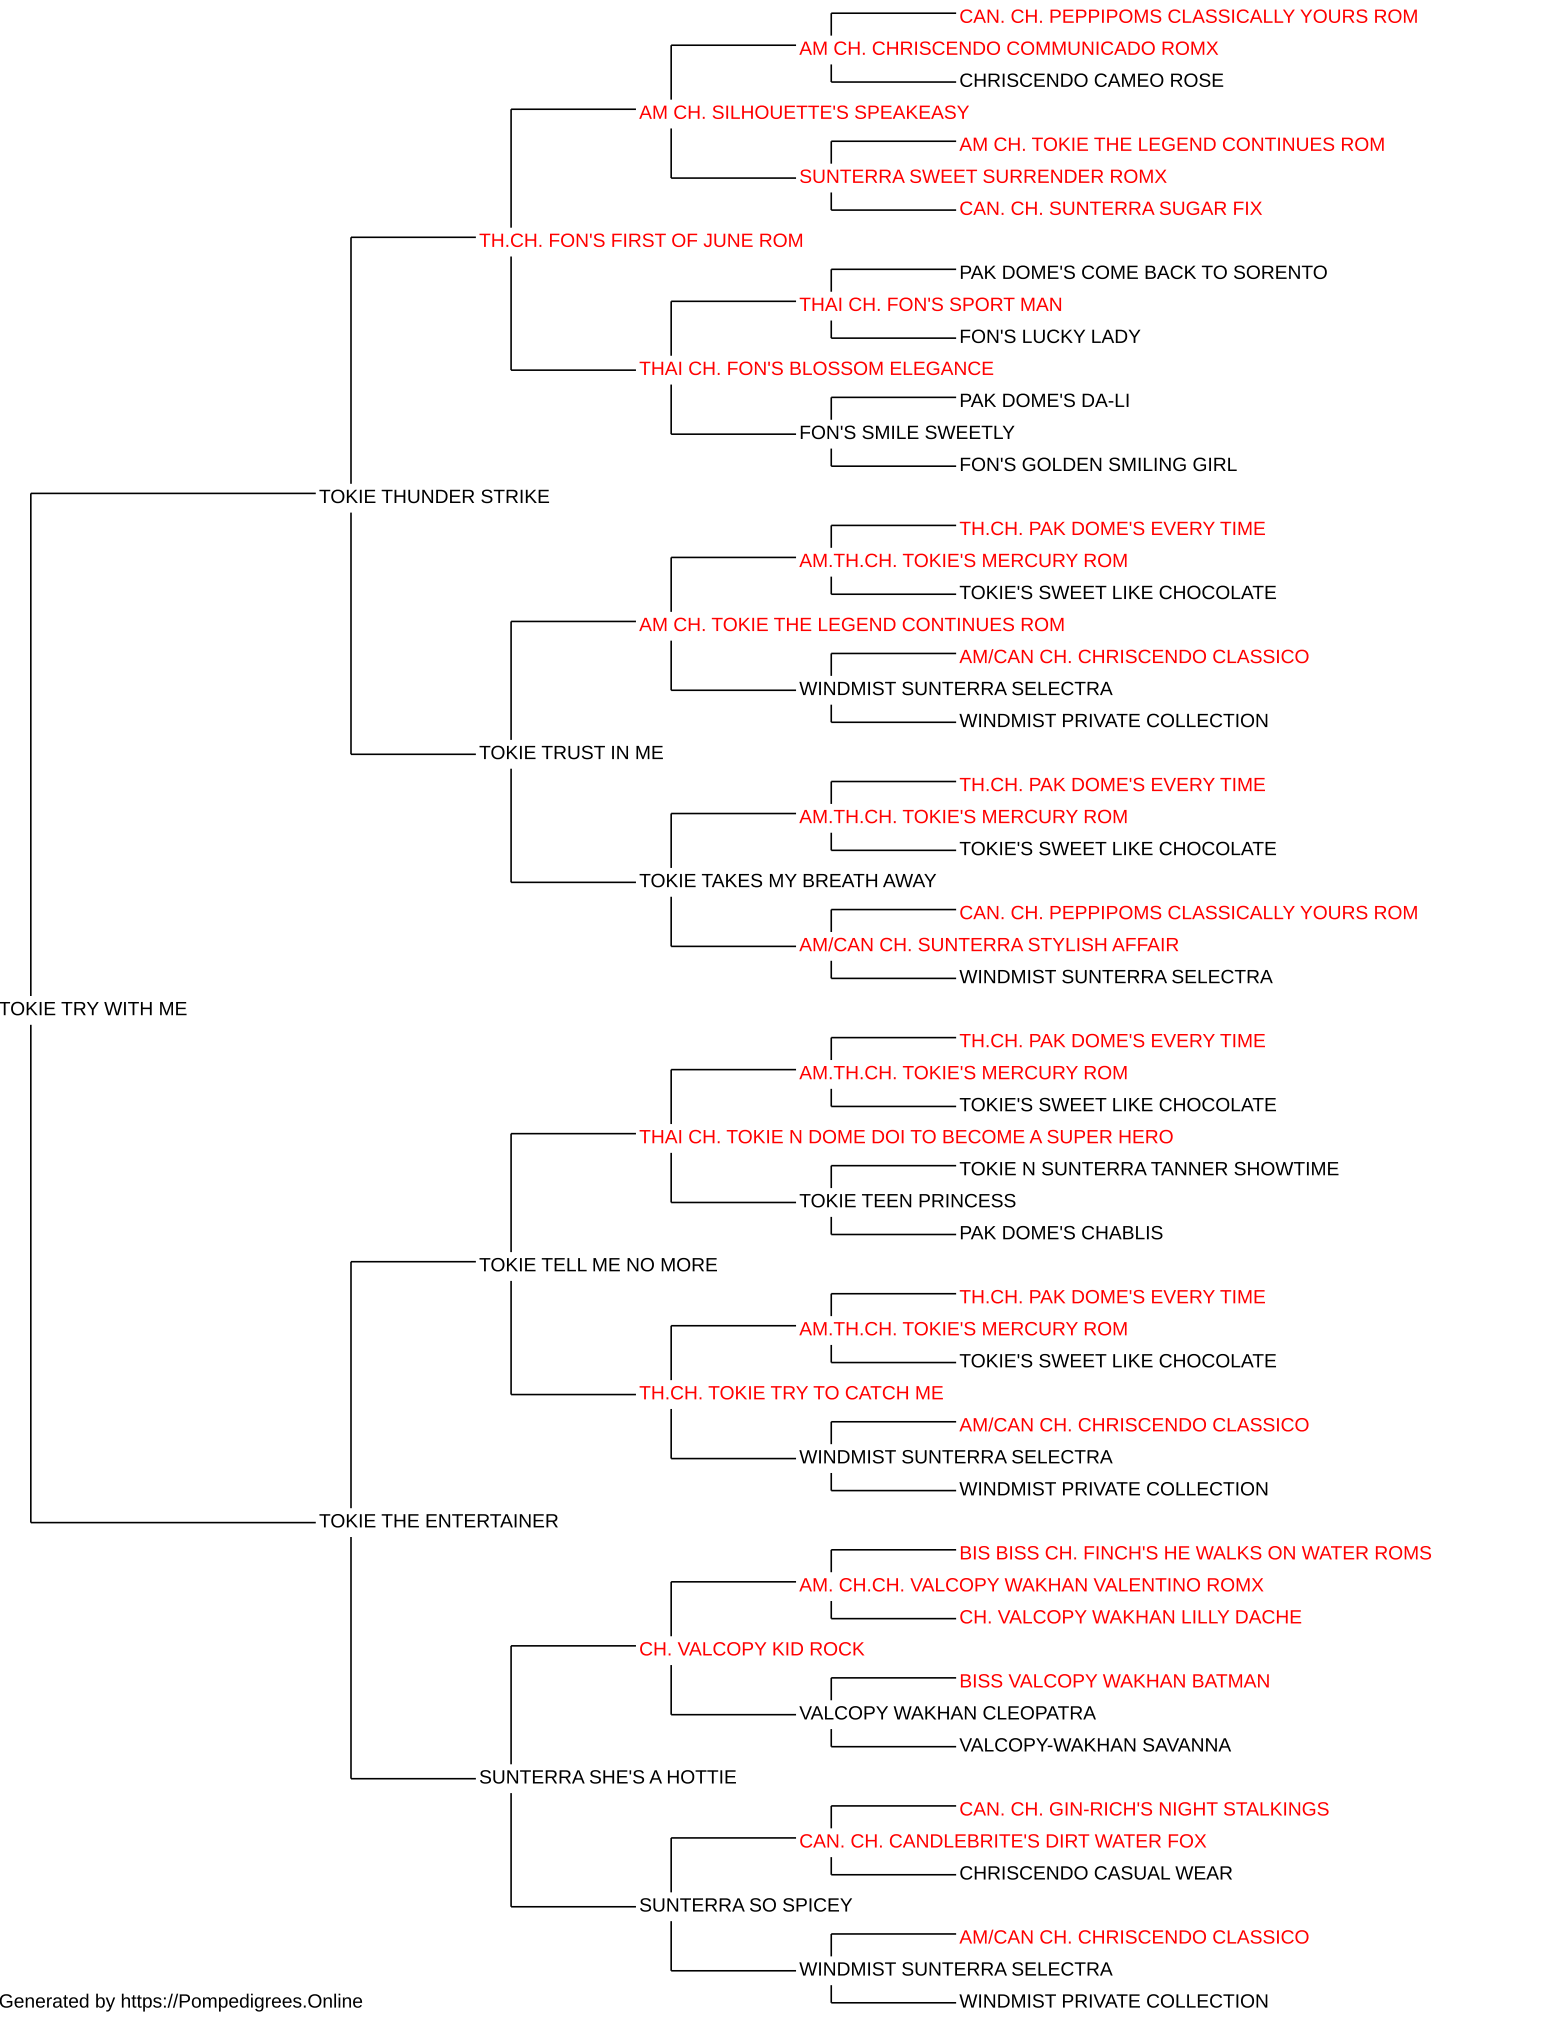 CAN. CH. PEPPIPOMS CLASSICALLY YOURS ROM
AM CH. CHRISCENDO COMMUNICADO ROMX
CHRISCENDO CAMEO ROSE
AM CH. SILHOUETTE'S SPEAKEASY
AM CH. TOKIE THE LEGEND CONTINUES ROM
SUNTERRA SWEET SURRENDER ROMX
CAN. CH. SUNTERRA SUGAR FIX
TH.CH. FON'S FIRST OF JUNE ROM
PAK DOME'S COME BACK TO SORENTO
THAI CH. FON'S SPORT MAN
FON'S LUCKY LADY
THAI CH. FON'S BLOSSOM ELEGANCE
PAK DOME'S DA-LI
FON'S SMILE SWEETLY
FON'S GOLDEN SMILING GIRL
TOKIE THUNDER STRIKE
TH.CH. PAK DOME'S EVERY TIME
AM.TH.CH. TOKIE'S MERCURY ROM
TOKIE'S SWEET LIKE CHOCOLATE
AM CH. TOKIE THE LEGEND CONTINUES ROM
AM/CAN CH. CHRISCENDO CLASSICO
WINDMIST SUNTERRA SELECTRA
WINDMIST PRIVATE COLLECTION
TOKIE TRUST IN ME
TH.CH. PAK DOME'S EVERY TIME
AM.TH.CH. TOKIE'S MERCURY ROM
TOKIE'S SWEET LIKE CHOCOLATE
TOKIE TAKES MY BREATH AWAY
CAN. CH. PEPPIPOMS CLASSICALLY YOURS ROM
AM/CAN CH. SUNTERRA STYLISH AFFAIR
WINDMIST SUNTERRA SELECTRA
TOKIE TRY WITH ME
TH.CH. PAK DOME'S EVERY TIME
AM.TH.CH. TOKIE'S MERCURY ROM
TOKIE'S SWEET LIKE CHOCOLATE
THAI CH. TOKIE N DOME DOI TO BECOME A SUPER HERO
TOKIE N SUNTERRA TANNER SHOWTIME
TOKIE TEEN PRINCESS
PAK DOME'S CHABLIS
TOKIE TELL ME NO MORE
TH.CH. PAK DOME'S EVERY TIME
AM.TH.CH. TOKIE'S MERCURY ROM
TOKIE'S SWEET LIKE CHOCOLATE
TH.CH. TOKIE TRY TO CATCH ME
AM/CAN CH. CHRISCENDO CLASSICO
WINDMIST SUNTERRA SELECTRA
WINDMIST PRIVATE COLLECTION
TOKIE THE ENTERTAINER
BIS BISS CH. FINCH'S HE WALKS ON WATER ROMS
AM. CH.CH. VALCOPY WAKHAN VALENTINO ROMX
CH. VALCOPY WAKHAN LILLY DACHE
CH. VALCOPY KID ROCK
BISS VALCOPY WAKHAN BATMAN
VALCOPY WAKHAN CLEOPATRA
VALCOPY-WAKHAN SAVANNA
SUNTERRA SHE'S A HOTTIE
CAN. CH. GIN-RICH'S NIGHT STALKINGS
CAN. CH. CANDLEBRITE'S DIRT WATER FOX
CHRISCENDO CASUAL WEAR
SUNTERRA SO SPICEY
AM/CAN CH. CHRISCENDO CLASSICO
WINDMIST SUNTERRA SELECTRA
WINDMIST PRIVATE COLLECTION
Generated by https://Pompedigrees.Online